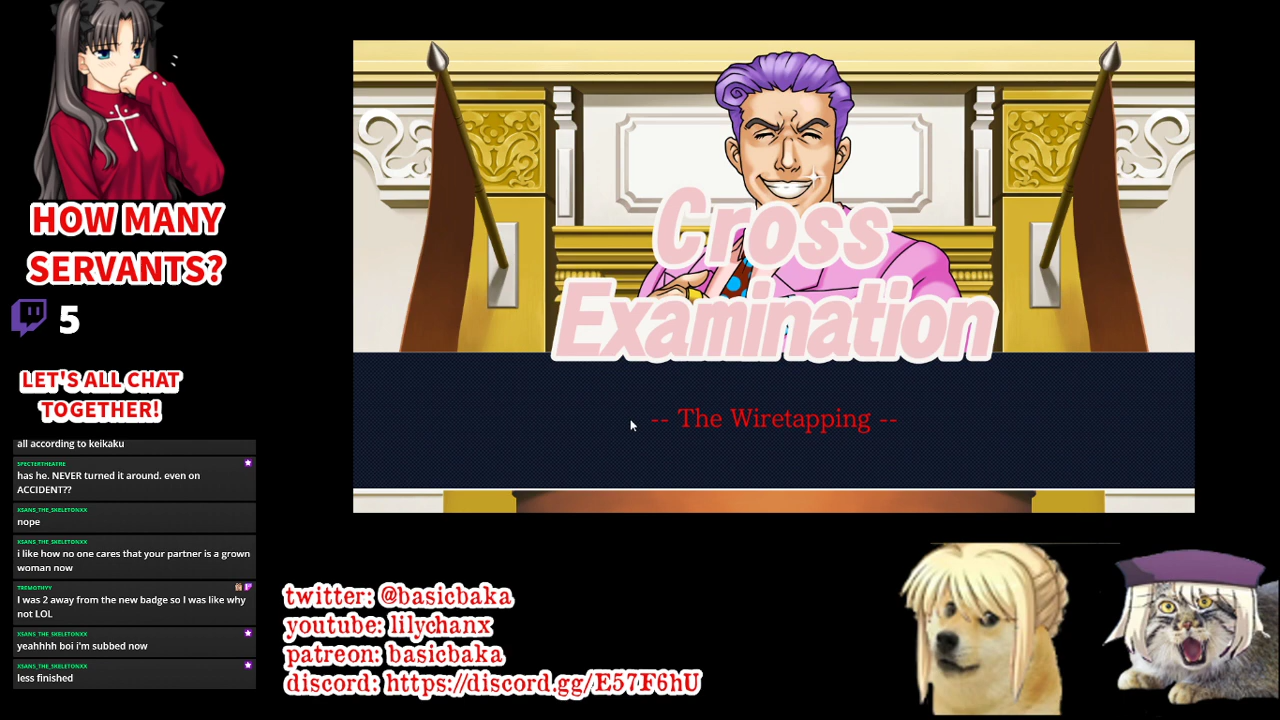 HOW MANY
SERVANTS?
5
LET'S ALL CHAT
TOGETHER!
all according to keikaku
SPECTERTHEATRE
has he. NEVER turned it around. even on
ACCIDENT??
XSANS_THE_SKELETONXX
nope
XSANS_THE_SKELETONXX
i like how no one cares that your partner is a grown
woman now
TREMOTHYY
I was 2 away from the new badge so I was like why
not LOL
XSANS_THE_SKELETONXX
yeahhhh boi i'm subbed now
XSANS_THE_SKELETONXX
less finished
Cross
Examination
-- The Wiretapping --
twitter: @basicbaka
youtube: lilychanx
patreon: basicbaka
discord: https://discord.gg/E57F6hU